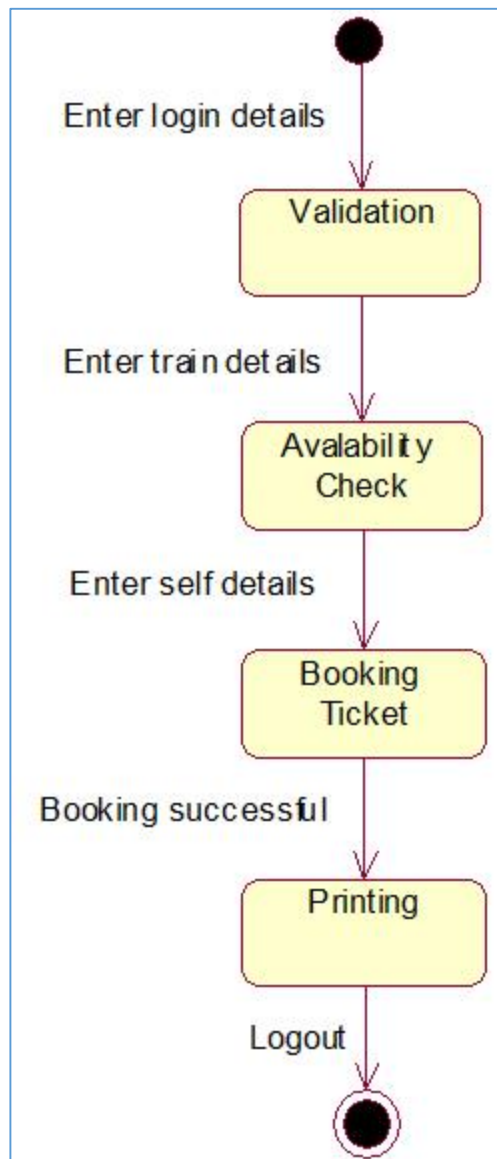 Enter login details
Validation
Enter train details
Avalability
Check
Enter self details
Booking
Ticket
Booking successful
Printing
Logout